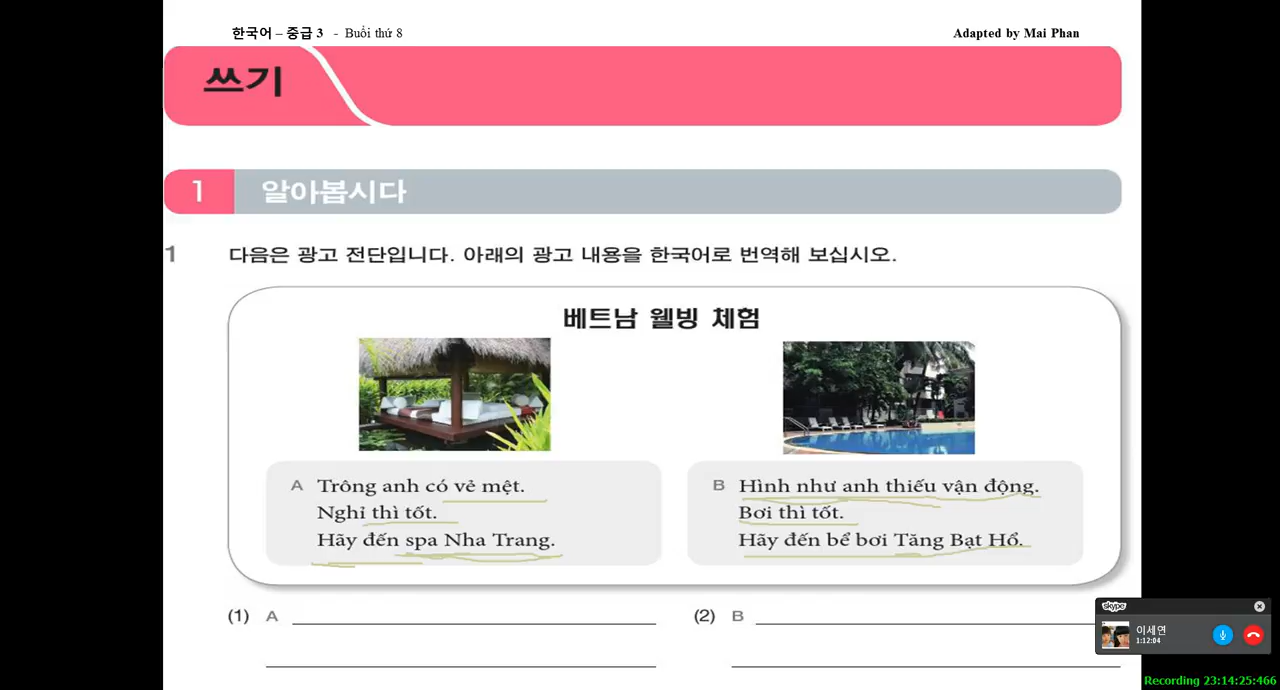 한국어 – 중급 3 - Buổi thứ 8
Adapted by Mai Phan
쓰기
1 알아봅시다
1 다음은 광고 전단입니다. 아래의 광고 내용을 한국어로 번역해 보십시오.
베트남 웰빙 체험
A Trông anh có vẻ mệt.
Nghỉ thì tốt.
Hãy đến spa Nha Trang.
B Hình như anh thiếu vận động.
Bơi thì tốt.
Hãy đến bể bơi Tăng Bạt Hổ.
(1) A
(2) B
skype
이세연
1:12:04
Recording 23:14:25:466